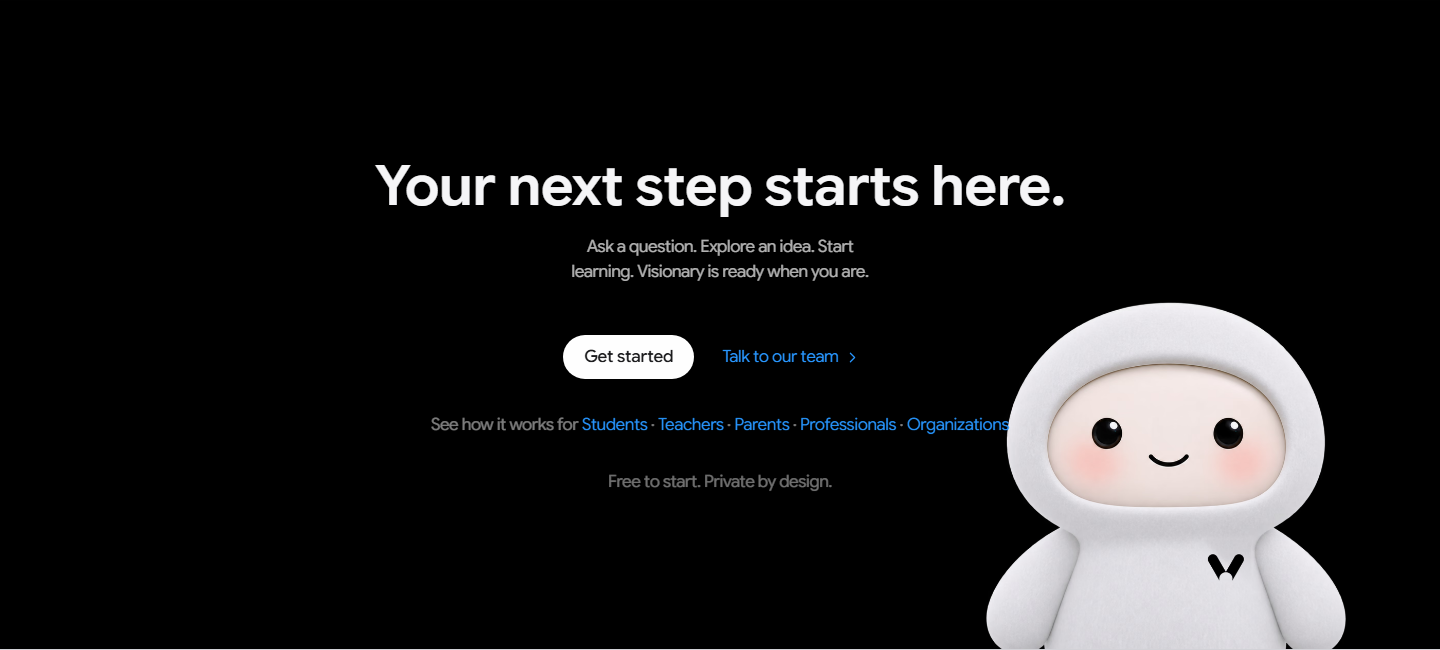 Your next step starts here.
Ask a question. Explore an idea. Start
learning. Visionary is ready when you are.
Get started
Talk to our team
See how it works for Students · Teachers · Parents · Professionals · Organizations
Free to start. Private by design.